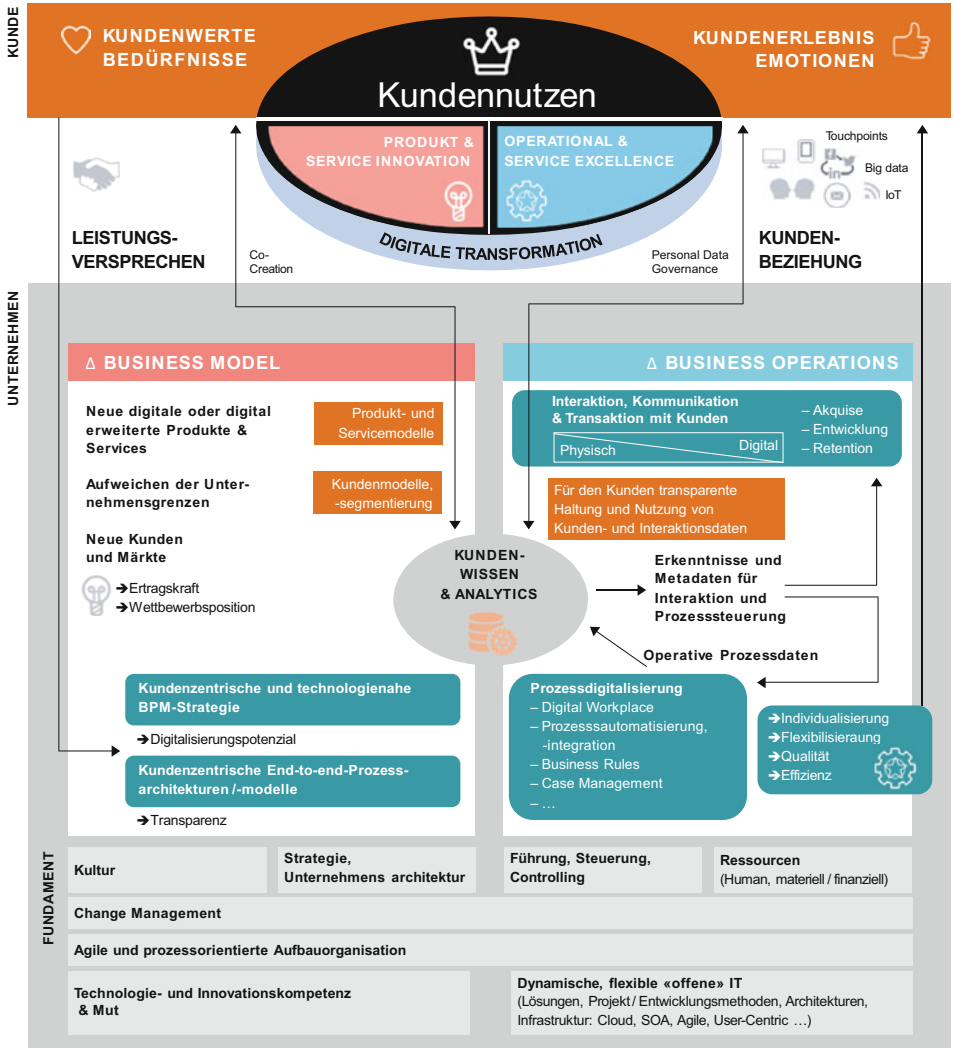 KUNDE
KUNDENWERTE
BEDÜRFNISSE
Kundennutzen
KUNDENERLEBNIS
EMOTIONEN
PRODUKT &
SERVICE INNOVATION
OPERATIONAL &
SERVICE EXCELLENCE
DIGITALE TRANSFORMATION
Touchpoints
in
Big data
IoT
LEISTUNGS-
VERSPRECHEN
Co-
Creation
Personal Data
Governance
KUNDEN-
BEZIEHUNG
UNTERNEHMEN
Δ BUSINESS MODEL
Neue digitale oder digital
erweiterte Produkte &
Services
Produkt- und
Servicemodelle
Aufweichen der Unter-
nehmensgrenzen
Kundenmodelle,
-segmentierung
Neue Kunden
und Märkte
➔Ertragskraft
➔Wettbewerbsposition
Kundenzentrische und technologienahe
BPM-Strategie
➔Digitalisierungspotenzial
Kundenzentrische End-to-end-Prozess-
architekturen /-modelle
➔Transparenz
KUNDEN-
WISSEN
& ANALYTICS
Δ BUSINESS OPERATIONS
Interaktion, Kommunikation
& Transaktion mit Kunden
Physisch
Digital
– Akquise
– Entwicklung
– Retention
Für den Kunden transparente
Haltung und Nutzung von
Kunden- und Interaktionsdaten
Erkenntnisse und
Metadaten für
Interaktion und
Prozesssteuerung
Operative Prozessdaten
Prozessdigitalisierung
– Digital Workplace
– Prozesssautomatisierung,
-integration
– Business Rules
– Case Management
– …
➔Individualisierung
➔Flexibilisieraung
➔Qualität
➔Effizienz
FUNDAMENT
Kultur
Strategie,
Unternehmens architektur
Führung, Steuerung,
Controlling
Ressourcen
(Human, materiell / finanziell)
Change Management
Agile und prozessorientierte Aufbauorganisation
Technologie- und Innovationskompetenz
& Mut
Dynamische, flexible «offene» IT
(Lösungen, Projekt / Entwicklungsmethoden, Architekturen,
Infrastruktur: Cloud, SOA, Agile, User-Centric …)